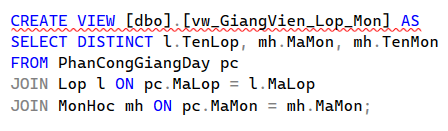 CREATE VIEW [dbo].[vw_GiangVien_Lop_Mon] AS
SELECT DISTINCT l.TenLop, mh.MaMon, mh.TenMon
FROM PhanCongGiangDay pc
JOIN Lop l ON pc.MaLop = l.MaLop
JOIN MonHoc mh ON pc.MaMon = mh.MaMon;